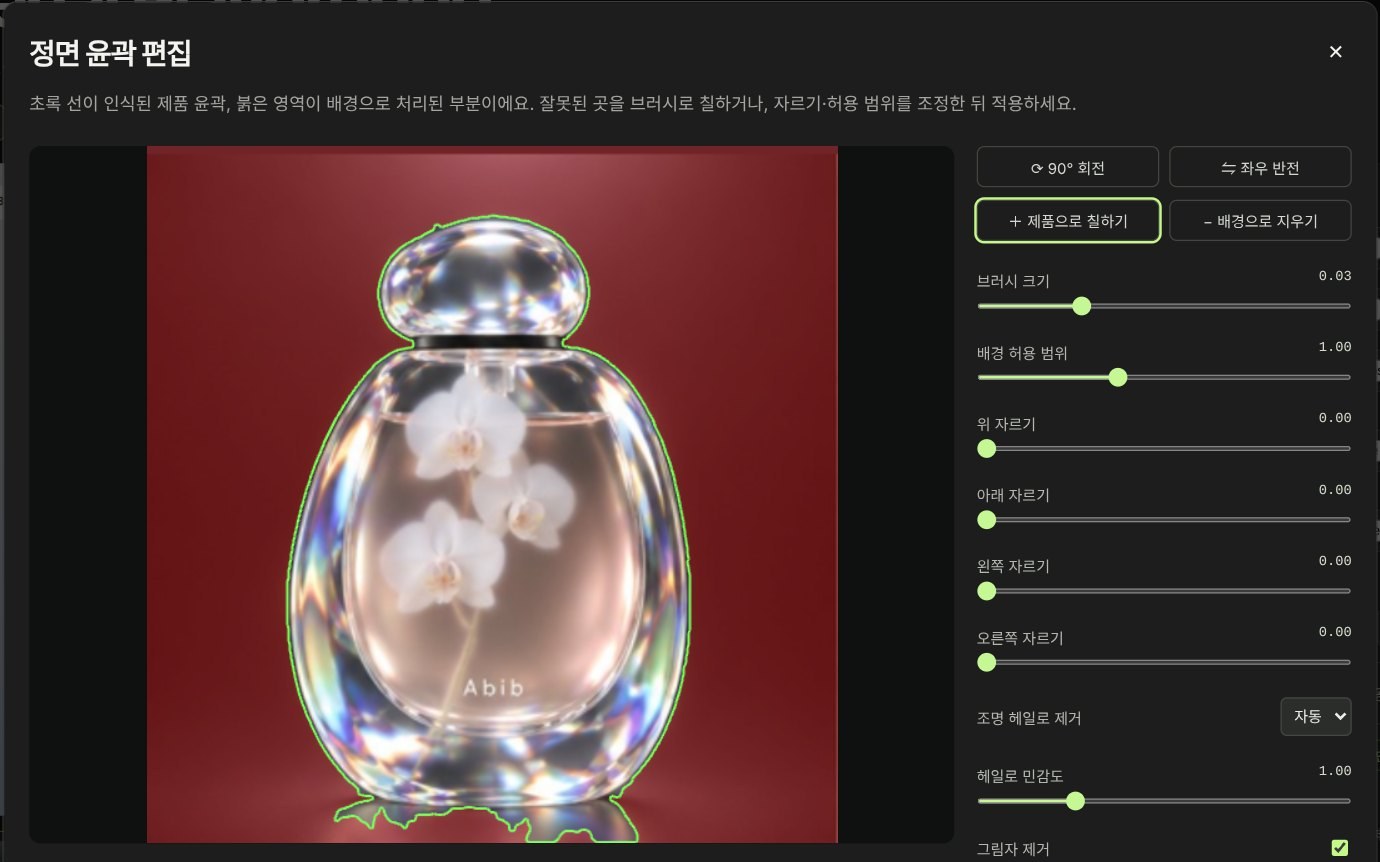 정면 윤곽 편집
×
초록 선이 인식된 제품 윤곽, 붉은 영역이 배경으로 처리된 부분이에요. 잘못된 곳을 브러시로 칠하거나, 자르기·허용 범위를 조정한 뒤 적용하세요.
⟳ 90° 회전
⇋ 좌우 반전
+ 제품으로 칠하기
− 배경으로 지우기
브러시 크기 0.03
배경 허용 범위 1.00
위 자르기 0.00
아래 자르기 0.00
왼쪽 자르기 0.00
오른쪽 자르기 0.00
조명 헤일로 제거 자동
헤일로 민감도 1.00
그림자 제거
Abib